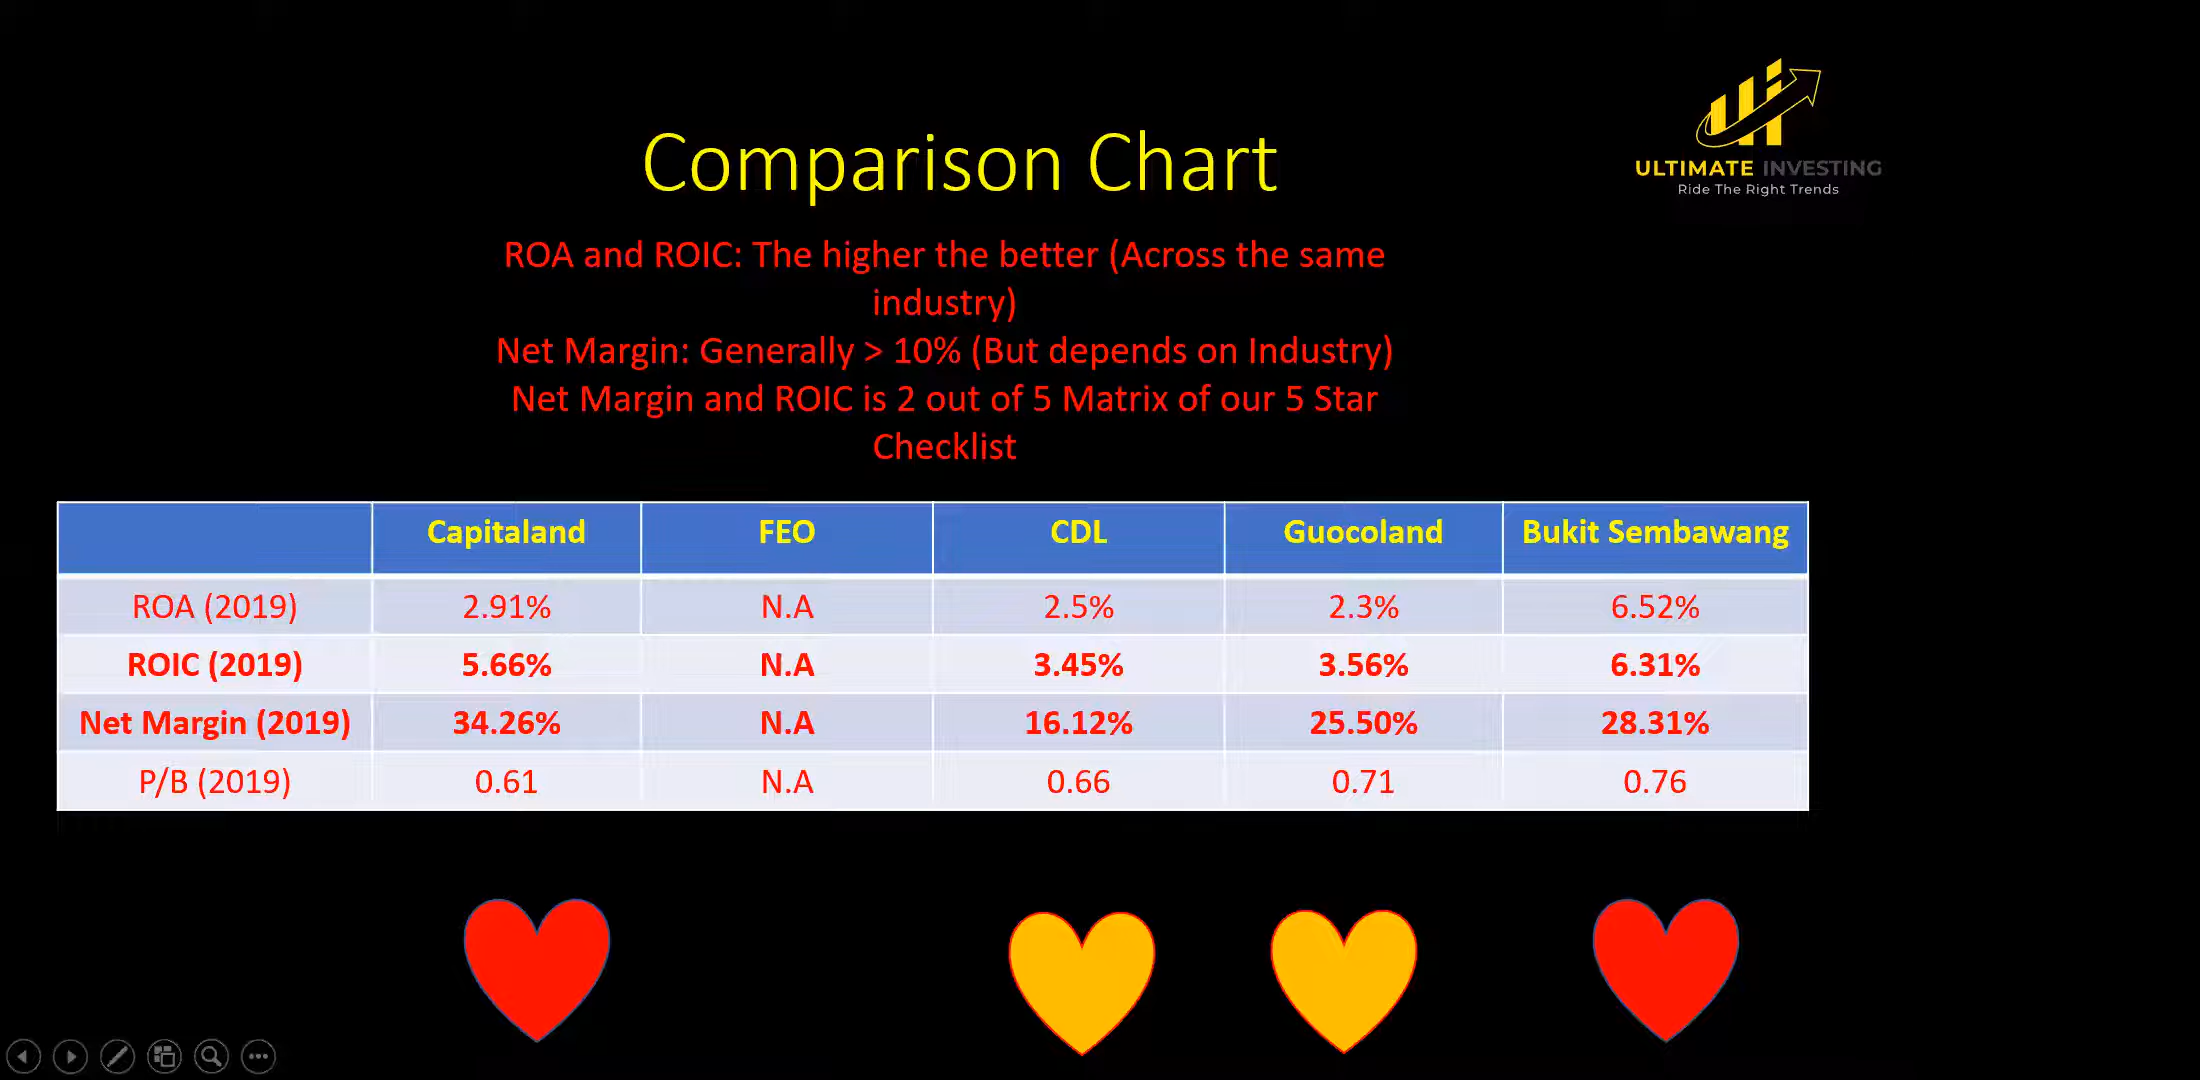 ULTIMATE INVESTING
Ride The Right Trends
Comparison Chart
ROA and ROIC: The higher the better (Across the same
industry)
Net Margin: Generally > 10% (But depends on Industry)
Net Margin and ROIC is 2 out of 5 Matrix of our 5 Star
Checklist
Capitaland FEO CDL Guocoland Bukit Sembawang
ROA (2019) 2.91% N.A 2.5% 2.3% 6.52%
ROIC (2019) 5.66% N.A 3.45% 3.56% 6.31%
Net Margin (2019) 34.26% N.A 16.12% 25.50% 28.31%
P/B (2019) 0.61 N.A 0.66 0.71 0.76